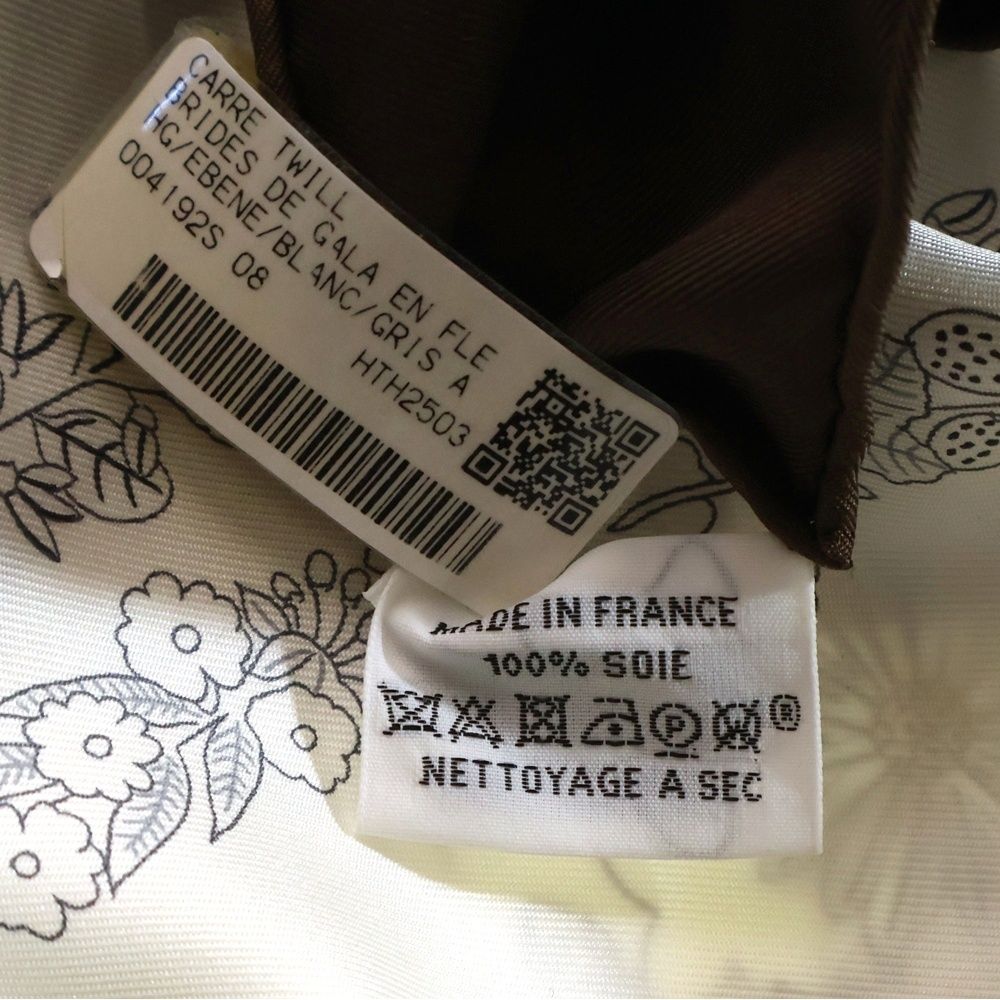 CARRE TWILL
BRIDES DE GALA EN FLE
HG/EBENE/BLANC/GRIS A
004192S 08
HTH2503
MADE IN FRANCE
100% SOIE
P
®
NETTOYAGE A SEC